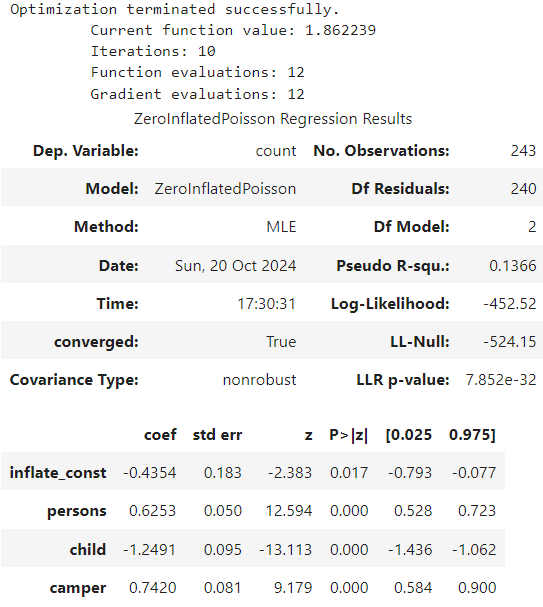 Optimization terminated successfully.
Current function value: 1.862239
Iterations: 10
Function evaluations: 12
Gradient evaluations: 12
ZeroInflatedPoisson Regression Results
Dep. Variable: count No. Observations: 243
Model: ZeroInflatedPoisson Df Residuals: 240
Method: MLE Df Model: 2
Date: Sun, 20 Oct 2024 Pseudo R-squ.: 0.1366
Time: 17:30:31 Log-Likelihood: -452.52
converged: True LL-Null: -524.15
Covariance Type: nonrobust LLR p-value: 7.852e-32
coef std err z P>|z| [0.025 0.975]
inflate_const -0.4354 0.183 -2.383 0.017 -0.793 -0.077
persons 0.6253 0.050 12.594 0.000 0.528 0.723
child -1.2491 0.095 -13.113 0.000 -1.436 -1.062
camper 0.7420 0.081 9.179 0.000 0.584 0.900